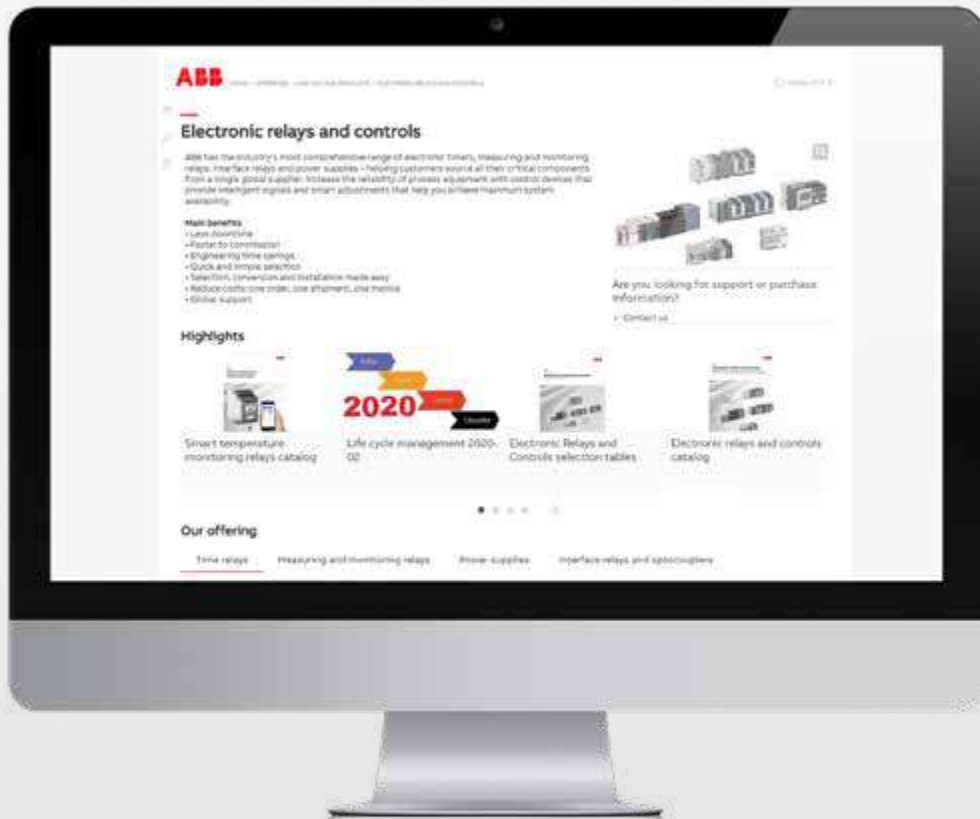 ABB
Electronic relays and controls
ABB has the industry's most comprehensive range of electronic timers, measuring and monitoring
relays, interface relays and power supplies – helping customers source all their critical components
from a single global supplier. Increase the reliability of process equipment with control devices that
provide intelligent signals and smart adjustments that help you achieve maximum system
availability.
Main benefits
• Less downtime
• Faster to commission
• Engineering time savings
• Quick and simple selection
• Selection, conversion and installation made easy
• Reduce costs: one order, one shipment, one invoice
• Global support
Are you looking for support or purchase
information?
Contact us
Highlights
2020
Smart temperature
monitoring relays catalog
Life cycle management 2020-
02
Electronic Relays and
Controls selection tables
Electronic relays and controls
catalog
Our offering
Time relays Measuring and monitoring relays Power supplies Interface relays and optocouplers